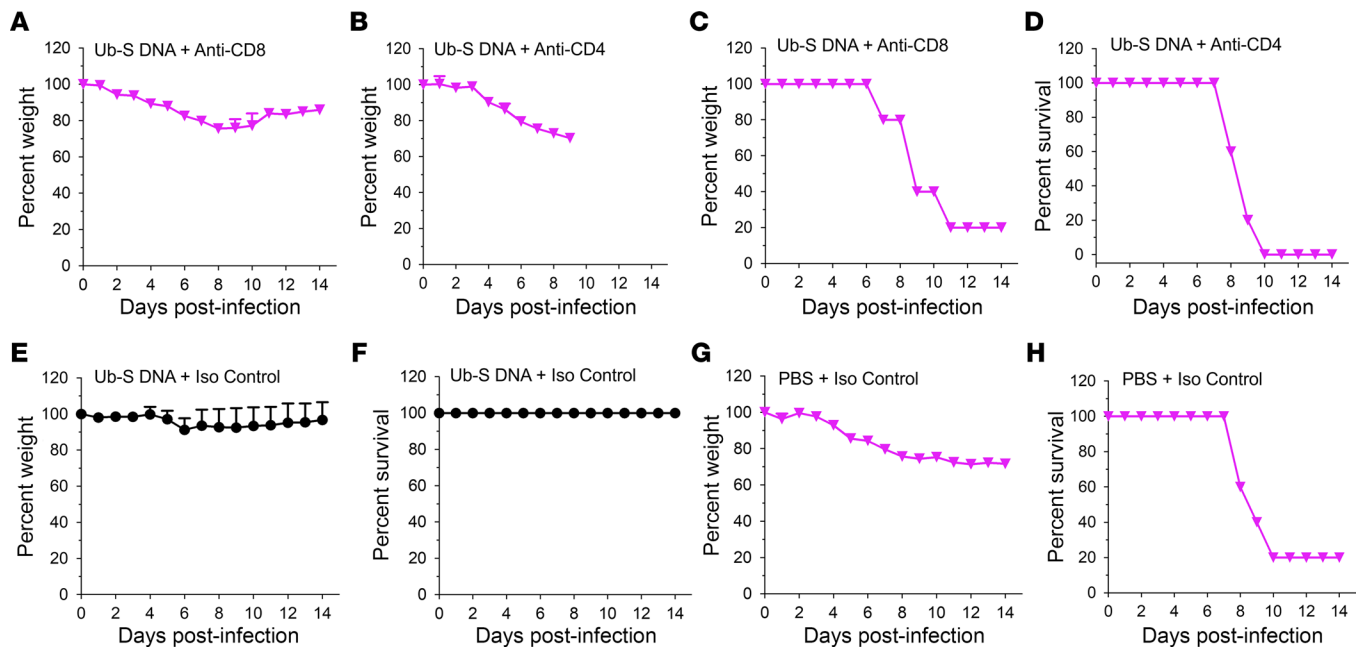 A
Ub-S DNA + Anti-CD8
Percent weight
120
100
80
60
40
20
0
0 2 4 6 8 10 12 14
Days post-infection
B
Ub-S DNA + Anti-CD4
Percent weight
120
100
80
60
40
20
0
0 2 4 6 8 10 12 14
Days post-infection
C
Ub-S DNA + Anti-CD8
Percent weight
120
100
80
60
40
20
0
0 2 4 6 8 10 12 14
Days post-infection
D
Ub-S DNA + Anti-CD4
Percent survival
120
100
80
60
40
20
0
0 2 4 6 8 10 12 14
Days post-infection
E
Ub-S DNA + Iso Control
Percent weight
120
100
80
60
40
20
0
0 2 4 6 8 10 12 14
Days post-infection
F
Ub-S DNA + Iso Control
Percent survival
120
100
80
60
40
20
0
0 2 4 6 8 10 12 14
Days post-infection
G
PBS + Iso Control
Percent weight
120
100
80
60
40
20
0
0 2 4 6 8 10 12 14
Days post-infection
H
PBS + Iso Control
Percent survival
120
100
80
60
40
20
0
0 2 4 6 8 10 12 14
Days post-infection